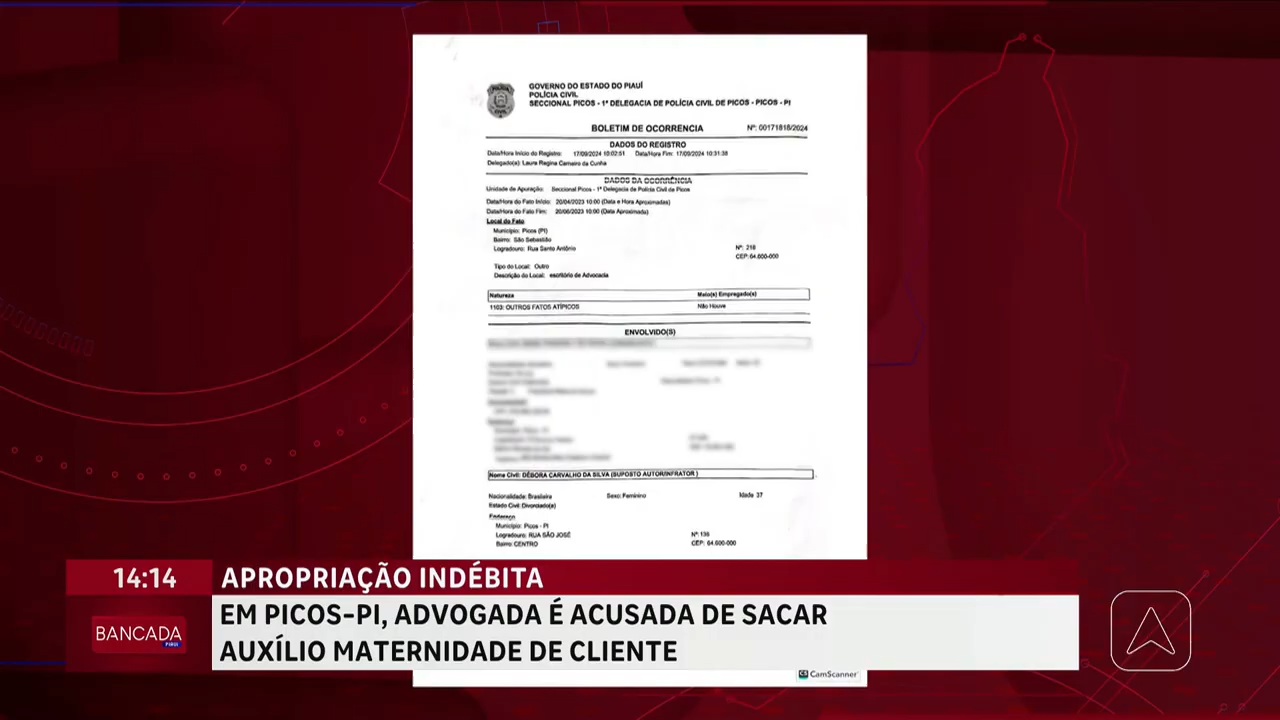 GOVERNO DO ESTADO DO PIAUÍ
POLÍCIA CIVIL
SECCIONAL PICOS - 1ª DELEGACIA DE POLÍCIA CIVIL DE PICOS - PICOS - PI
BOLETIM DE OCORRENCIA Nº: 00171818/2024
DADOS DO REGISTRO
Data/Hora Início do Registro: 17/09/2024 10:02:51 Data/Hora Fim: 17/09/2024 10:31:38
Delegado(a): Laura Regina Carneiro da Cunha
DADOS DA OCORRÊNCIA
Unidade de Apuração: Seccional Picos - 1ª Delegacia de Polícia Civil de Picos
Data/Hora do Fato Início: 20/04/2023 10:00 (Data e Hora Aproximadas)
Data/Hora do Fato Fim: 20/06/2023 10:00 (Data Aproximada)
Local do Fato
Município: Picos (PI)
Bairro: São Sebastião
Logradouro: Rua Santo Antônio Nº: 218
CEP: 64.600-000
Tipo do Local: Outro
Descrição do Local: escritório de Advocacia
Natureza Meio(s) Empregado(s)
1103: OUTROS FATOS ATÍPICOS Não Houve
ENVOLVIDO(S)
Nome Civil: DÉBORA CARVALHO DA SILVA (SUPOSTO AUTOR/INFRATOR )
Nacionalidade: Brasileira Sexo: Feminino Idade 37
Estado Civil: Divorciado(a)
Endereço
Município: Picos - PI
Logradouro: RUA SÃO JOSÉ Nº: 136
Bairro: CENTRO CEP: 64.600-000
14:14 APROPRIAÇÃO INDÉBITA
EM PICOS-PI, ADVOGADA É ACUSADA DE SACAR
BANCADA
PIAUÍ
AUXÍLIO MATERNIDADE DE CLIENTE
CS CamScanner